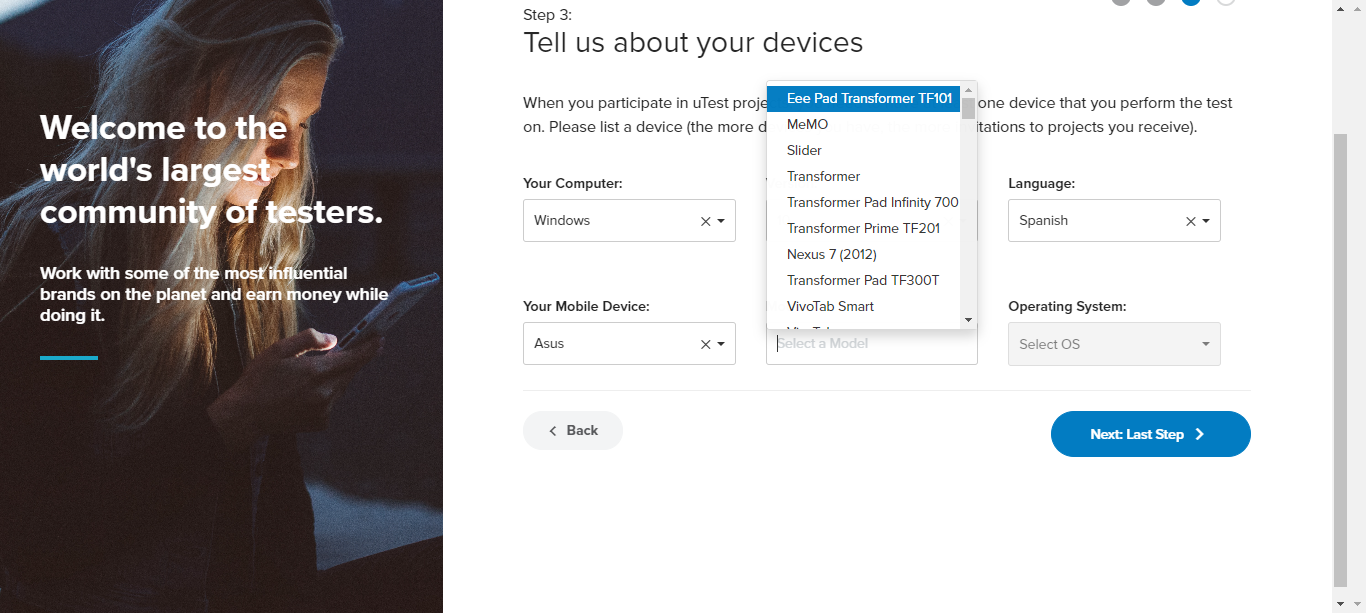 Welcome to the
world's largest
community of testers.
Work with some of the most influential
brands on the planet and earn money while
doing it.
Step 3:
Tell us about your devices
When you participate in uTest proje one device that you perform the test
on. Please list a device (the more d itations to projects you receive).
Your Computer:
Windows
Language:
Spanish
Your Mobile Device:
Asus
Eee Pad Transformer TF101
MeMO
Slider
Transformer
Transformer Pad Infinity 700
Transformer Prime TF201
Nexus 7 (2012)
Transformer Pad TF300T
VivoTab Smart
Select a Model
Operating System:
Select OS
Back
Next: Last Step